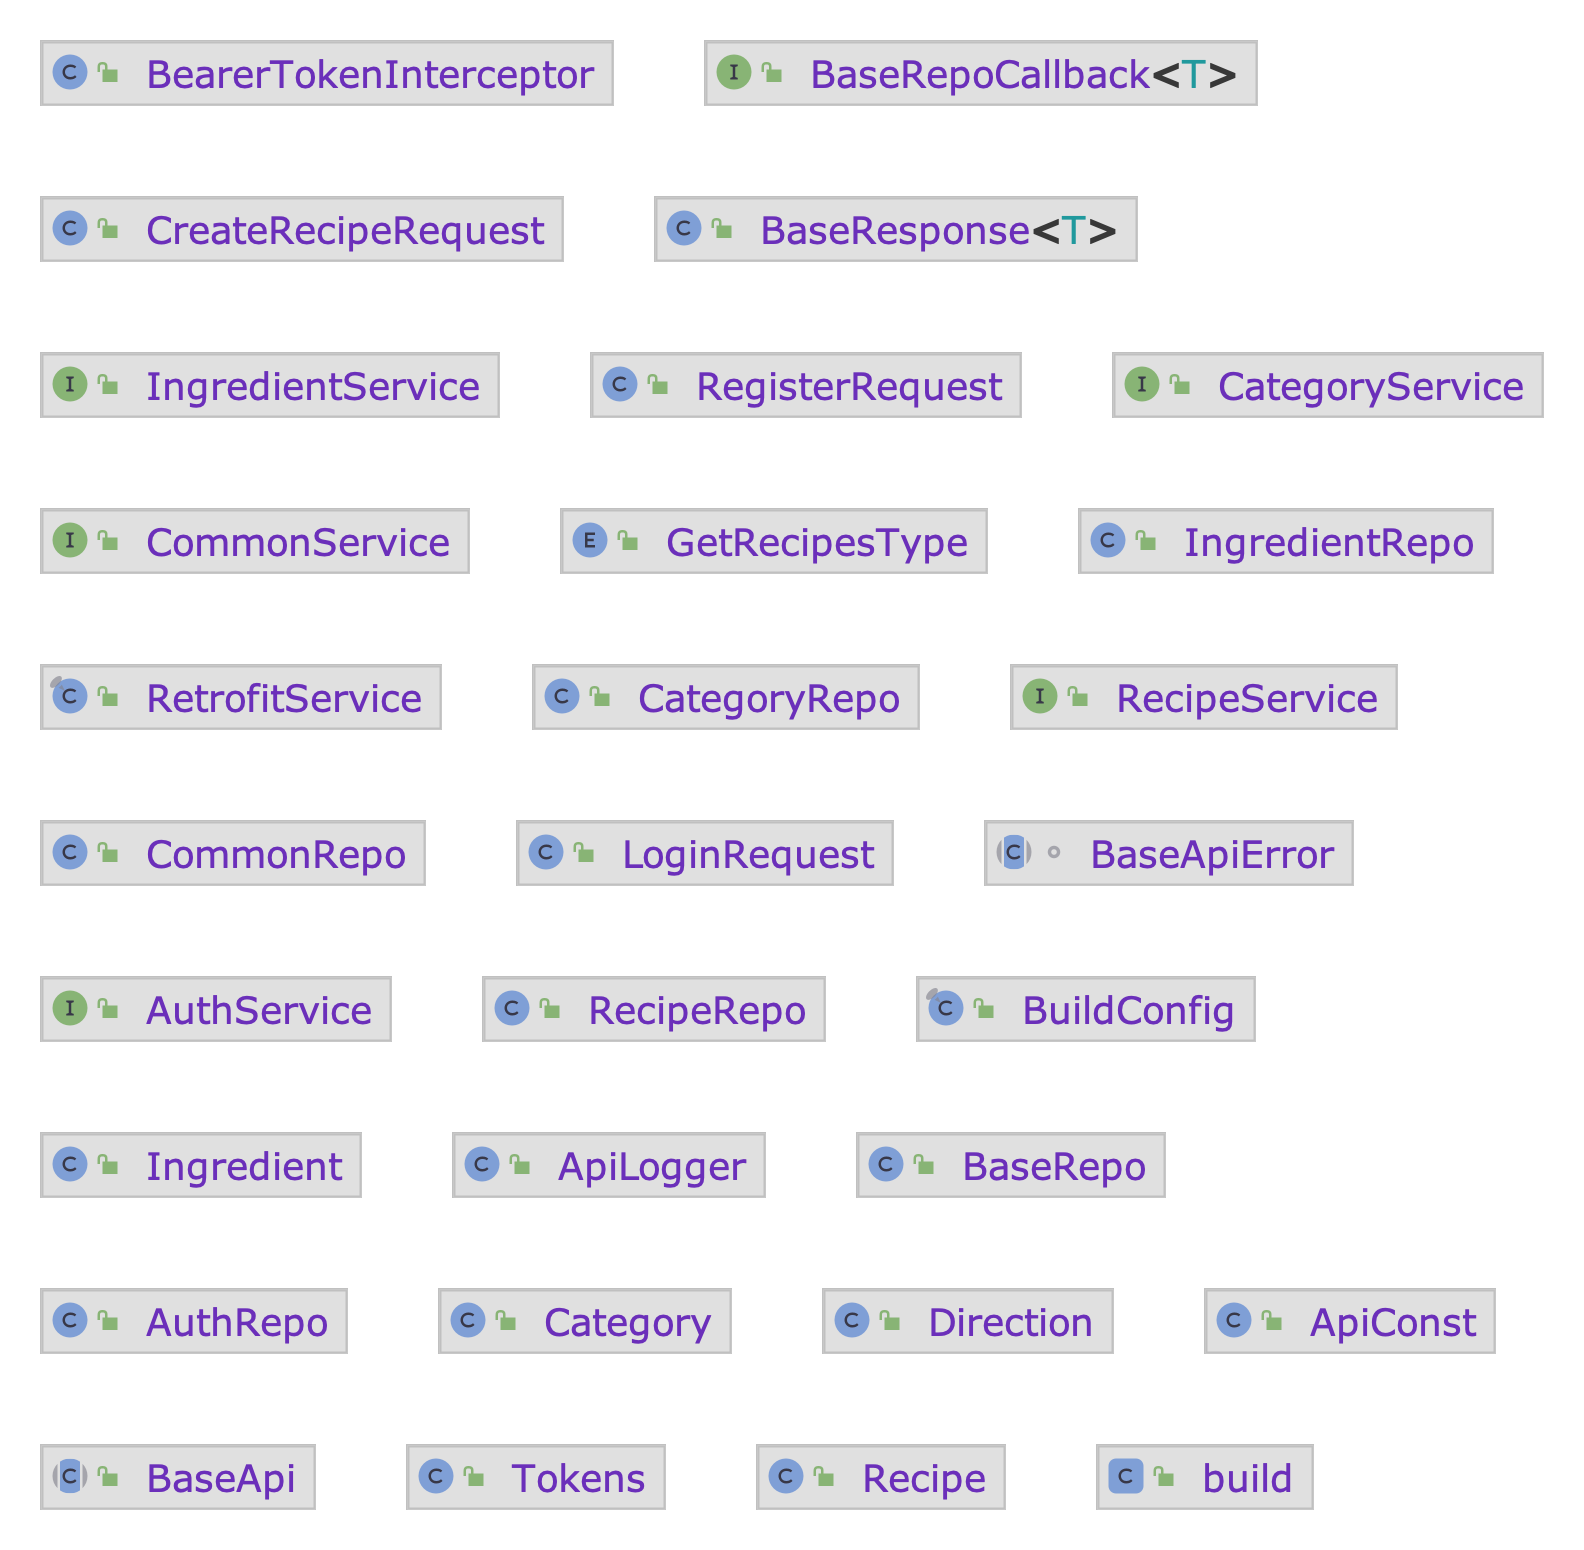 C BearerTokenInterceptor I BaseRepoCallback<T>
C CreateRecipeRequest C BaseResponse<T>
I IngredientService C RegisterRequest I CategoryService
I CommonService E GetRecipesType C IngredientRepo
C RetrofitService C CategoryRepo I RecipeService
C CommonRepo C LoginRequest C BaseApiError
I AuthService C RecipeRepo C BuildConfig
C Ingredient C ApiLogger C BaseRepo
C AuthRepo C Category C Direction C ApiConst
C BaseApi C Tokens C Recipe C build